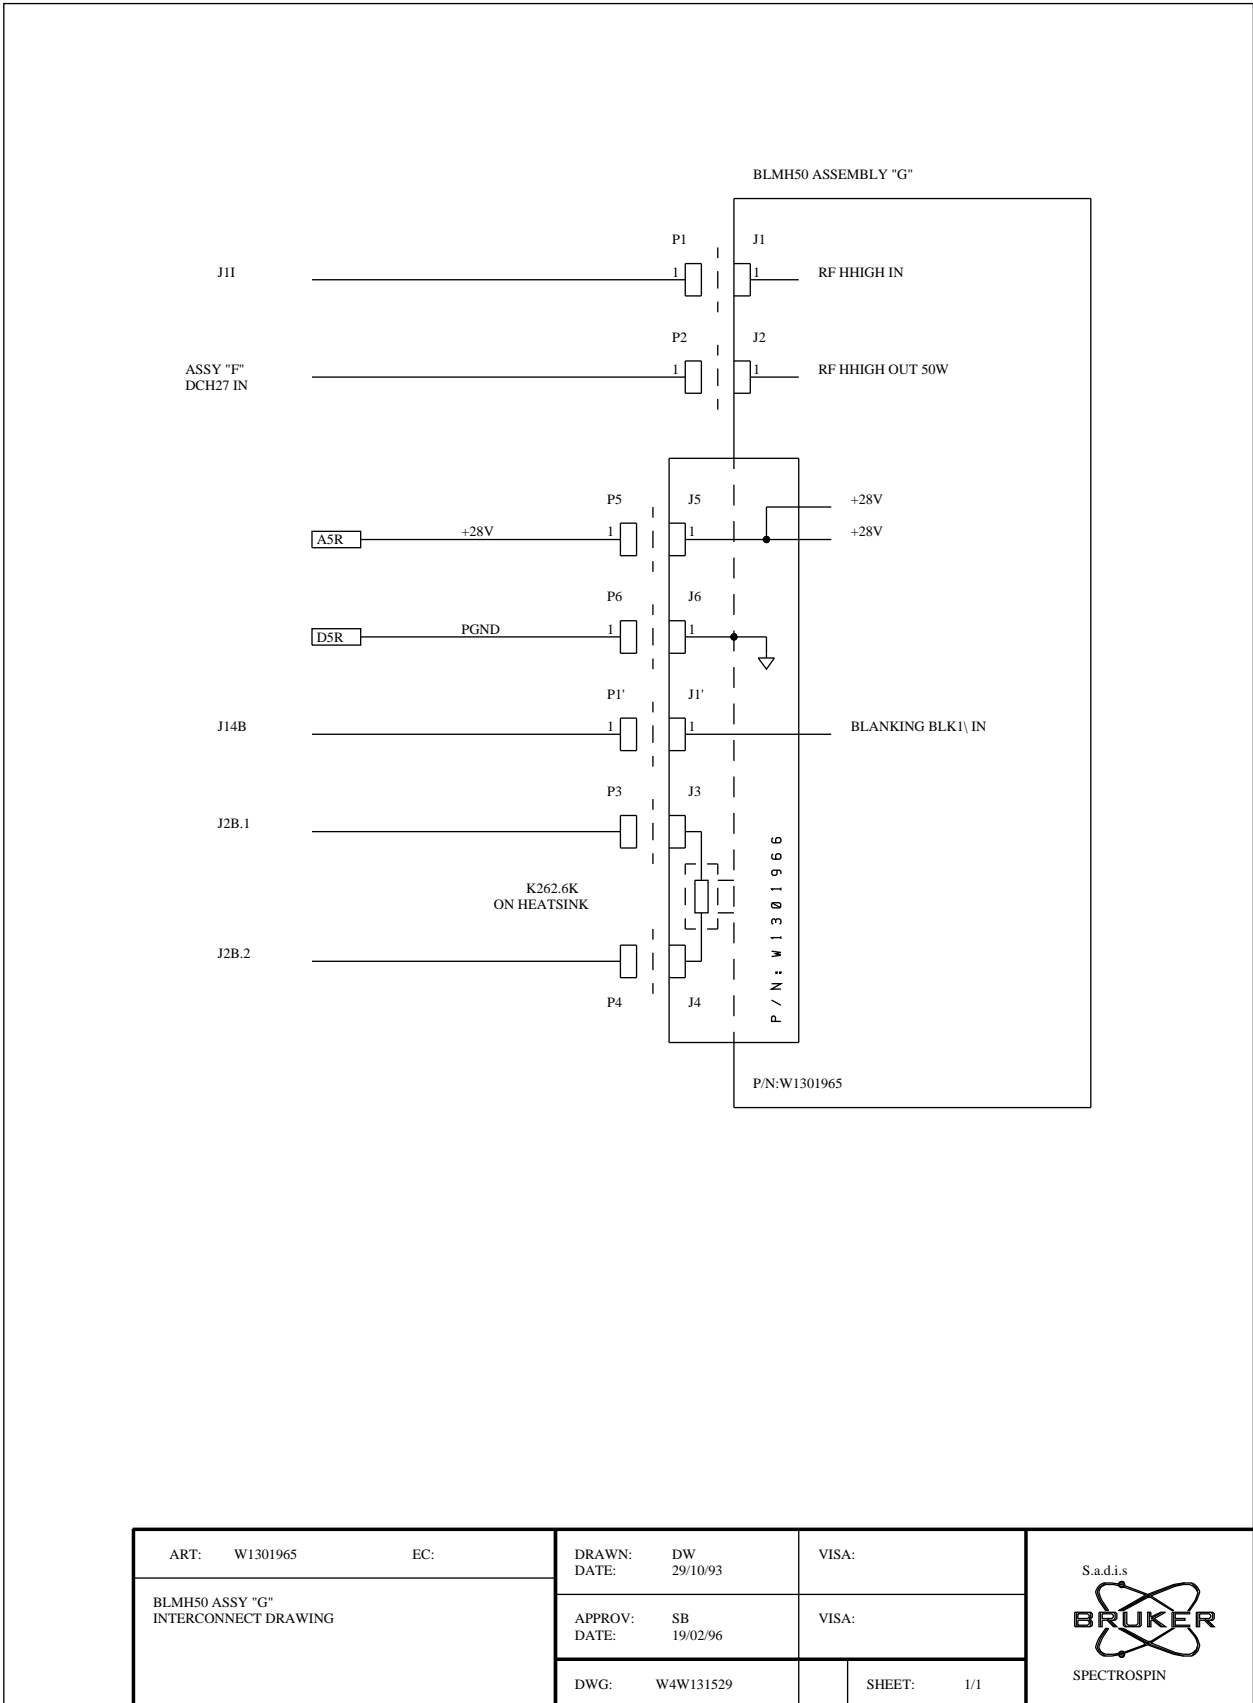 BLMH50 ASSEMBLY "G"
P1 J1
J1I 1 1 RF HHIGH IN
P2 J2
ASSY "F" 1 1 RF HHIGH OUT 50W
DCH27 IN
P5 J5 +28V
A5R +28V 1 1 +28V
P6 J6
D5R PGND 1 1
P1' J1'
J14B 1 1 BLANKING BLK1\ IN
P3 J3
J2B.1
K262.6K
ON HEATSINK
J2B.2
P4 J4
P/N:W1301966
P/N:W1301965
ART: W1301965 EC:
BLMH50 ASSY "G"
INTERCONNECT DRAWING
DRAWN: DW
DATE: 29/10/93
VISA:
APPROV: SB
DATE: 19/02/96
VISA:
DWG: W4W131529
SHEET: 1/1
S.a.d.i.s
BRUKER
SPECTROSPIN